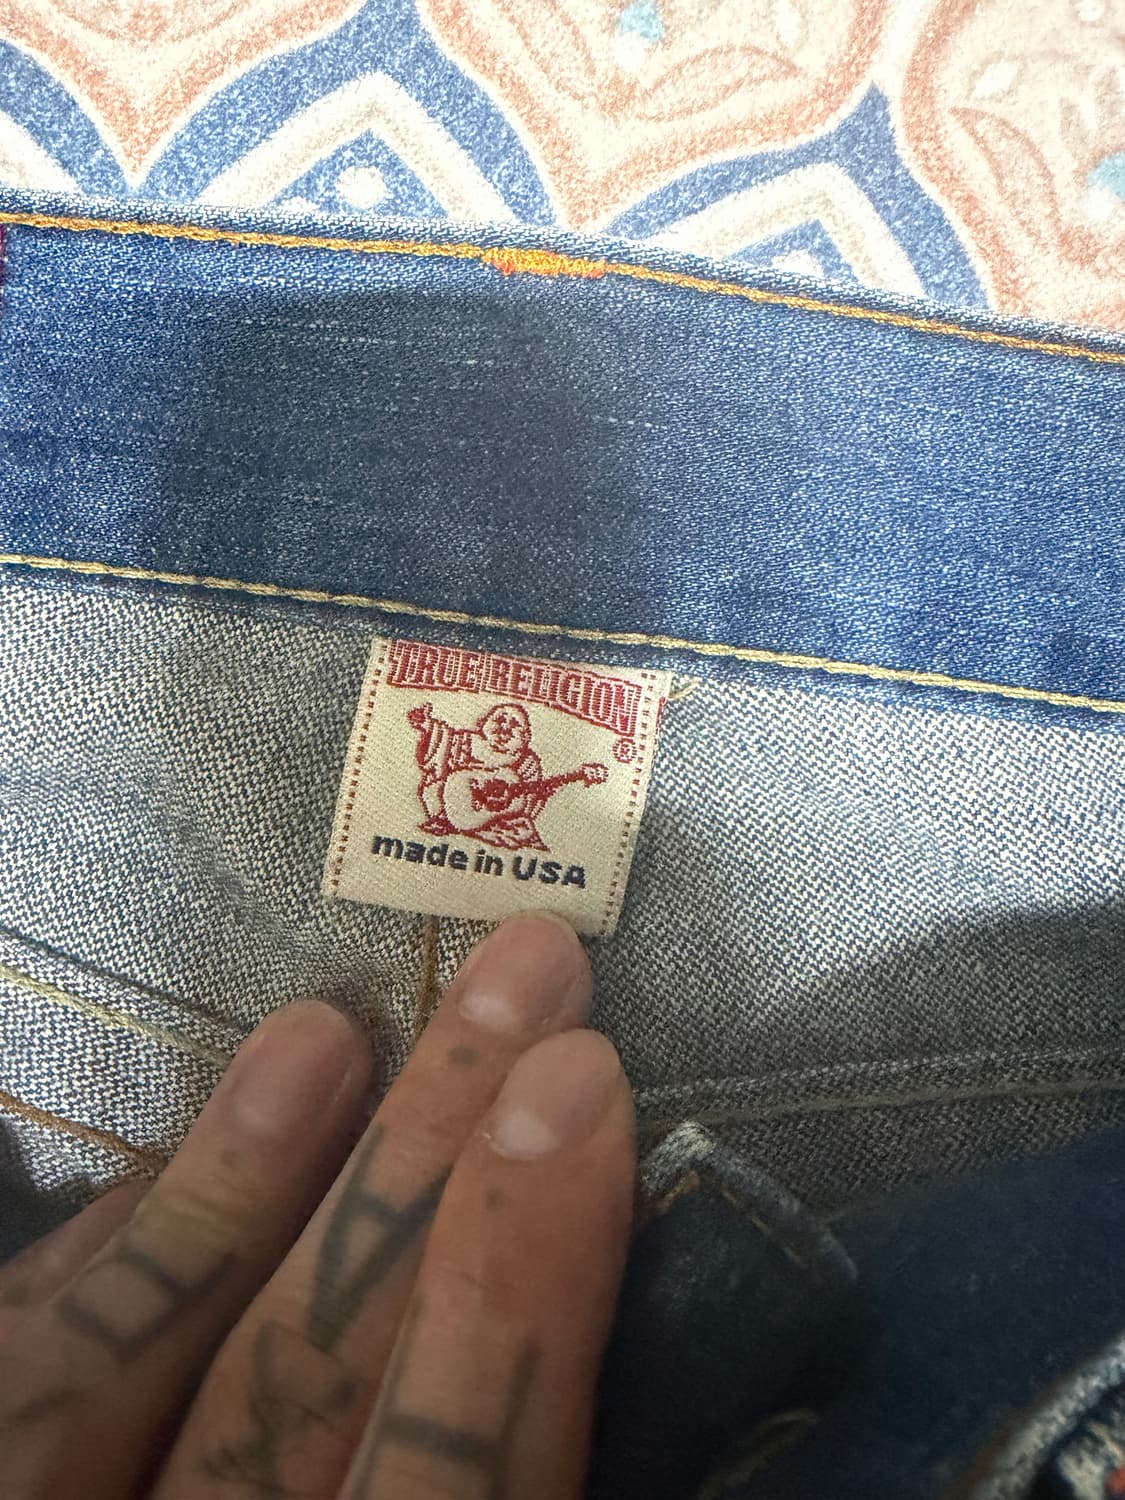 TRUE RELIGION
®
made in USA